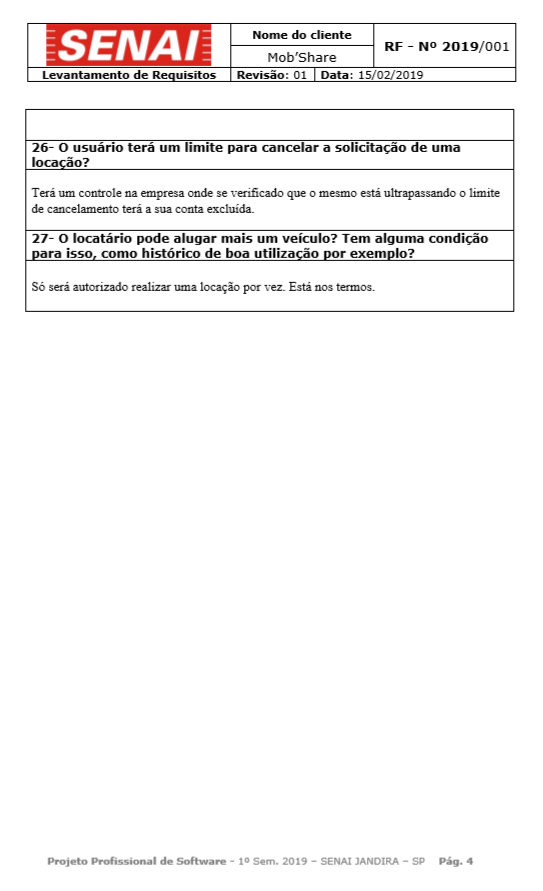 SENAI
Nome do cliente
Mob'Share
RF - Nº 2019/001
Levantamento de Requisitos
Revisão: 01
Data: 15/02/2019
26- O usuário terá um limite para cancelar a solicitação de uma
locação?
Terá um controle na empresa onde se verificado que o mesmo está ultrapassando o limite
de cancelamento terá a sua conta excluída.
27- O locatário pode alugar mais um veículo? Tem alguma condição
para isso, como histórico de boa utilização por exemplo?
Só será autorizado realizar uma locação por vez. Está nos termos.
Projeto Profissional de Software - 1º Sem. 2019 – SENAI JANDIRA – SP Pág. 4